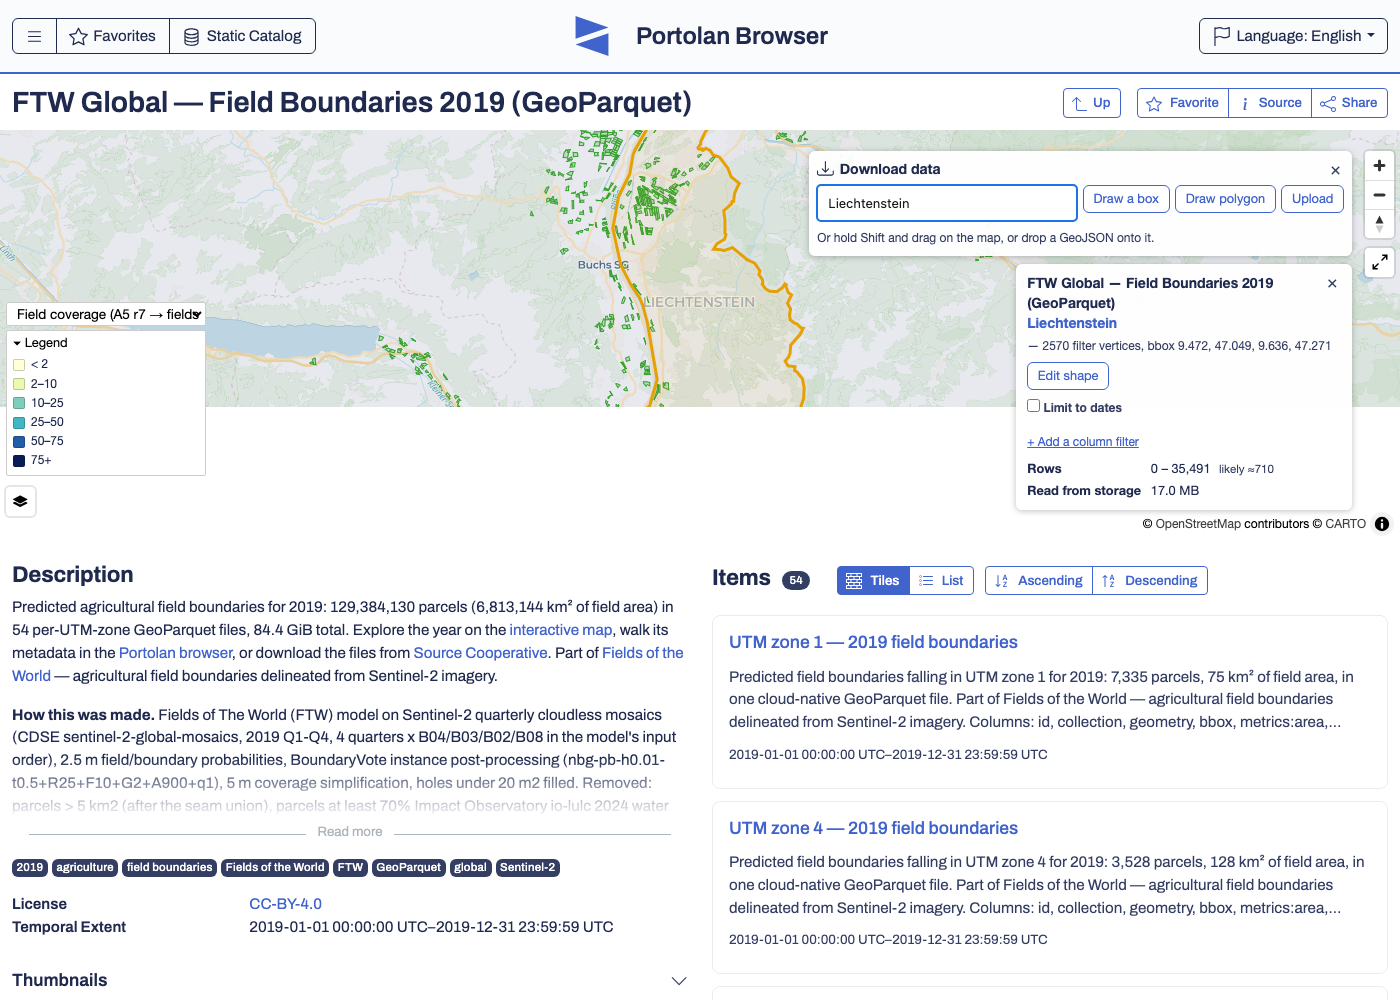 Favorites
Static Catalog
Portolan Browser
Language: English
FTW Global — Field Boundaries 2019 (GeoParquet)
Up
Favorite
Source
Share
Download data
Liechtenstein
Draw a box
Draw polygon
Upload
Or hold Shift and drag on the map, or drop a GeoJSON onto it.
Buchs SG
LIECHTENSTEIN
FTW Global — Field Boundaries 2019
(GeoParquet)
Liechtenstein
— 2570 filter vertices, bbox 9.472, 47.049, 9.636, 47.271
Edit shape
Limit to dates
+ Add a column filter
Rows 0 – 35,491 likely ≈710
Read from storage 17.0 MB
Field coverage (A5 r7 → fields
Legend
< 2
2–10
10–25
25–50
50–75
75+
© OpenStreetMap contributors © CARTO
Description
Predicted agricultural field boundaries for 2019: 129,384,130 parcels (6,813,144 km² of field area) in
54 per-UTM-zone GeoParquet files, 84.4 GiB total. Explore the year on the interactive map, walk its
metadata in the Portolan browser, or download the files from Source Cooperative. Part of Fields of the
World — agricultural field boundaries delineated from Sentinel-2 imagery.
How this was made. Fields of The World (FTW) model on Sentinel-2 quarterly cloudless mosaics
(CDSE sentinel-2-global-mosaics, 2019 Q1-Q4, 4 quarters x B04/B03/B02/B08 in the model's input
order), 2.5 m field/boundary probabilities, BoundaryVote instance post-processing (nbg-pb-h0.01-
t0.5+R25+F10+G2+A900+q1), 5 m coverage simplification, holes under 20 m2 filled. Removed:
parcels > 5 km2 (after the seam union), parcels at least 70% Impact Observatory io-lulc 2024 water
Read more
2019
agriculture
field boundaries
Fields of the World
FTW
GeoParquet
global
Sentinel-2
License CC-BY-4.0
Temporal Extent 2019-01-01 00:00:00 UTC–2019-12-31 23:59:59 UTC
Thumbnails
Items 54
Tiles
List
Ascending
Descending
UTM zone 1 — 2019 field boundaries
Predicted field boundaries falling in UTM zone 1 for 2019: 7,335 parcels, 75 km² of field area, in
one cloud-native GeoParquet file. Part of Fields of the World — agricultural field boundaries
delineated from Sentinel-2 imagery. Columns: id, collection, geometry, bbox, metrics:area,…
2019-01-01 00:00:00 UTC–2019-12-31 23:59:59 UTC
UTM zone 4 — 2019 field boundaries
Predicted field boundaries falling in UTM zone 4 for 2019: 3,528 parcels, 128 km² of field area, in
one cloud-native GeoParquet file. Part of Fields of the World — agricultural field boundaries
delineated from Sentinel-2 imagery. Columns: id, collection, geometry, bbox, metrics:area,…
2019-01-01 00:00:00 UTC–2019-12-31 23:59:59 UTC